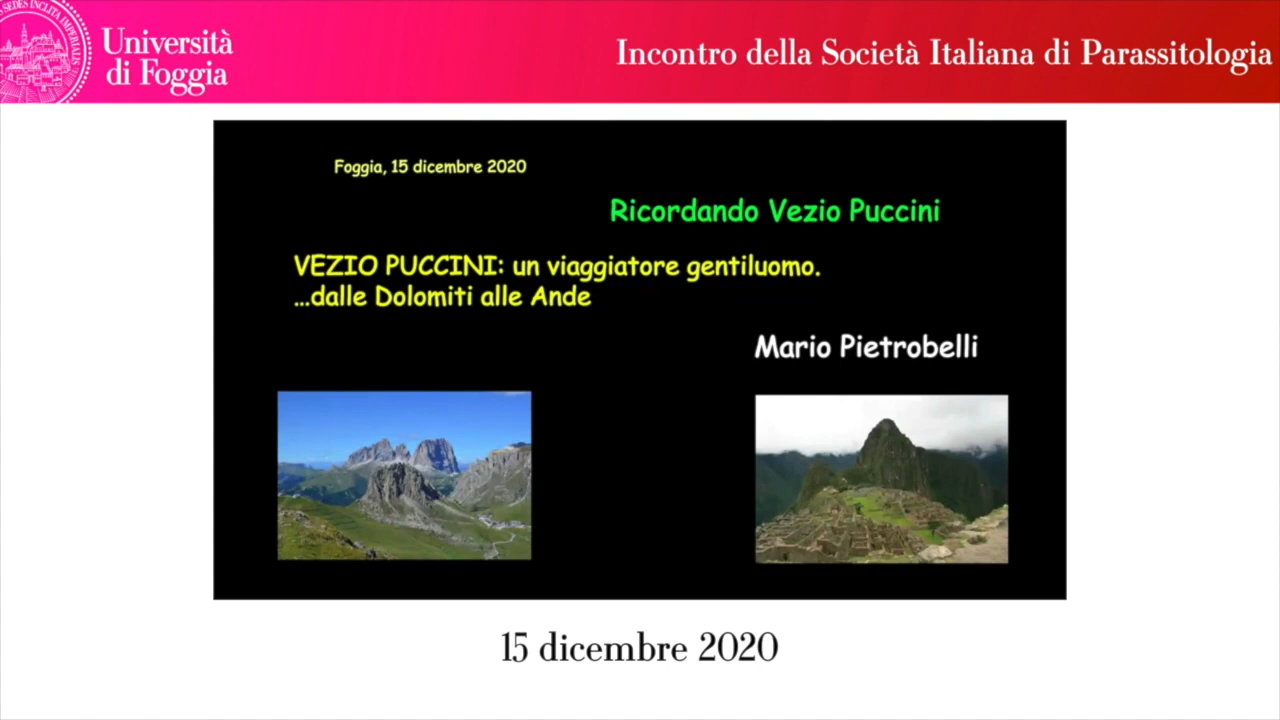 SEDES INCLITA IMPERIALIS
Università
di Foggia
Incontro della Società Italiana di Parassitologia
Foggia, 15 dicembre 2020
Ricordando Vezio Puccini
VEZIO PUCCINI: un viaggiatore gentiluomo.
...dalle Dolomiti alle Ande
Mario Pietrobelli
15 dicembre 2020